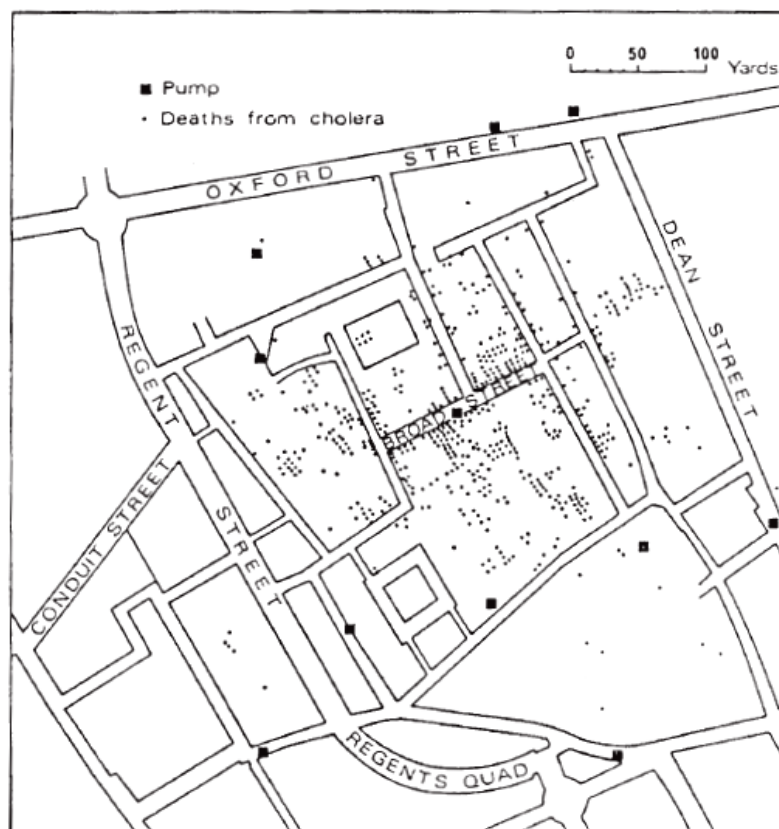 0 50 100
Yards
Pump
Deaths from cholera
OXFORD STREET
DEAN STREET
REGENT STREET
BROAD STREET
CONDUIT STREET
REGENTS QUAD